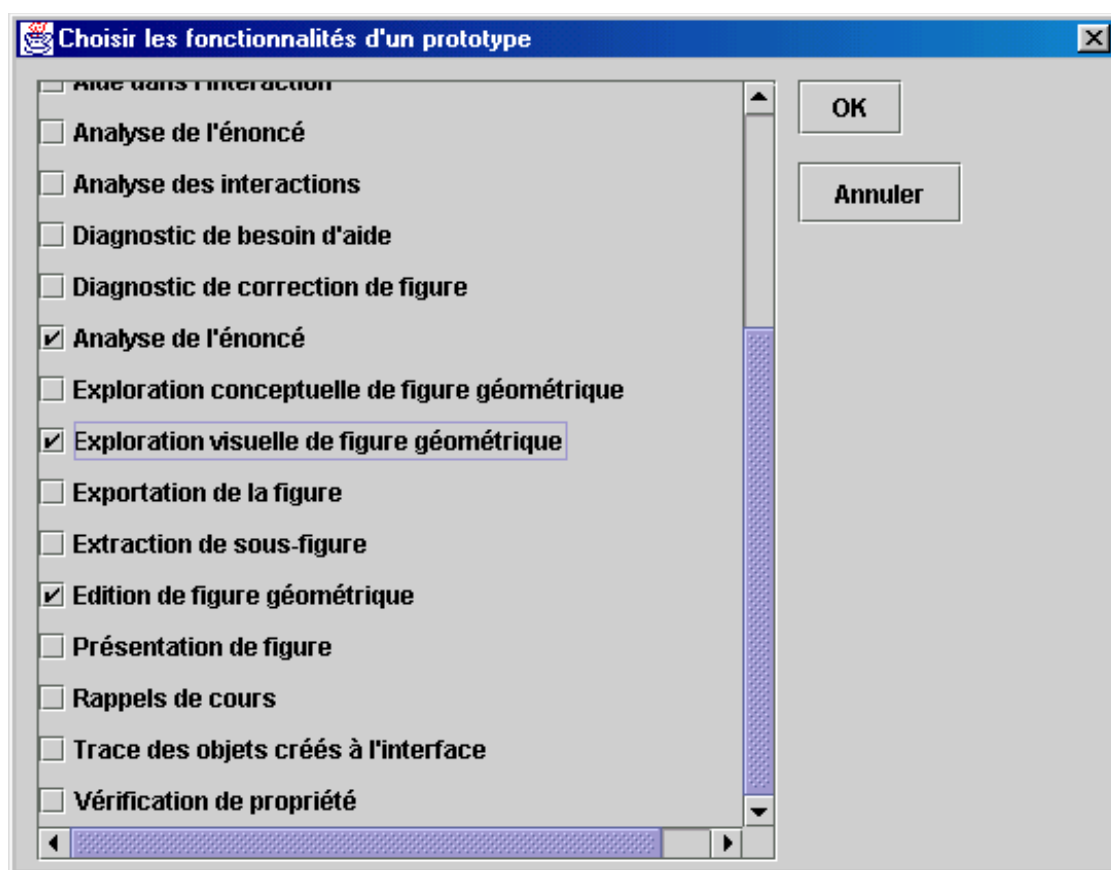 Choisir les fonctionnalités d'un prototype
Aide dans l'interaction
Analyse de l'énoncé
Analyse des interactions
Diagnostic de besoin d'aide
Diagnostic de correction de figure
Analyse de l'énoncé
Exploration conceptuelle de figure géométrique
Exploration visuelle de figure géométrique
Exportation de la figure
Extraction de sous-figure
Edition de figure géométrique
Présentation de figure
Rappels de cours
Trace des objets créés à l'interface
Vérification de propriété
OK
Annuler